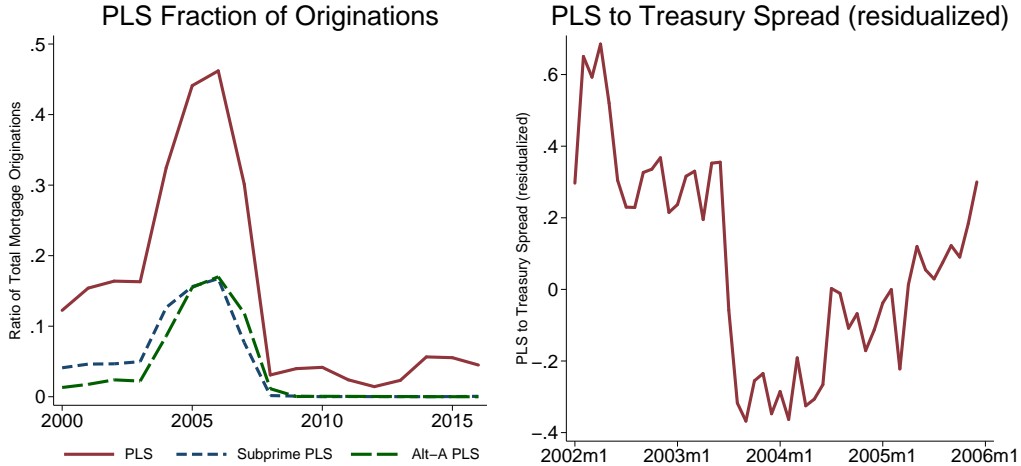 PLS Fraction of Originations
Ratio of Total Mortgage Originations
.5
.4
.3
.2
.1
0
2000
2005
2010
2015
PLS
Subprime PLS
Alt−A PLS
PLS to Treasury Spread (residualized)
PLS to Treasury Spread (residualized)
.6
.4
.2
0
−.2
−.4
2002m1
2003m1
2004m1
2005m1
2006m1